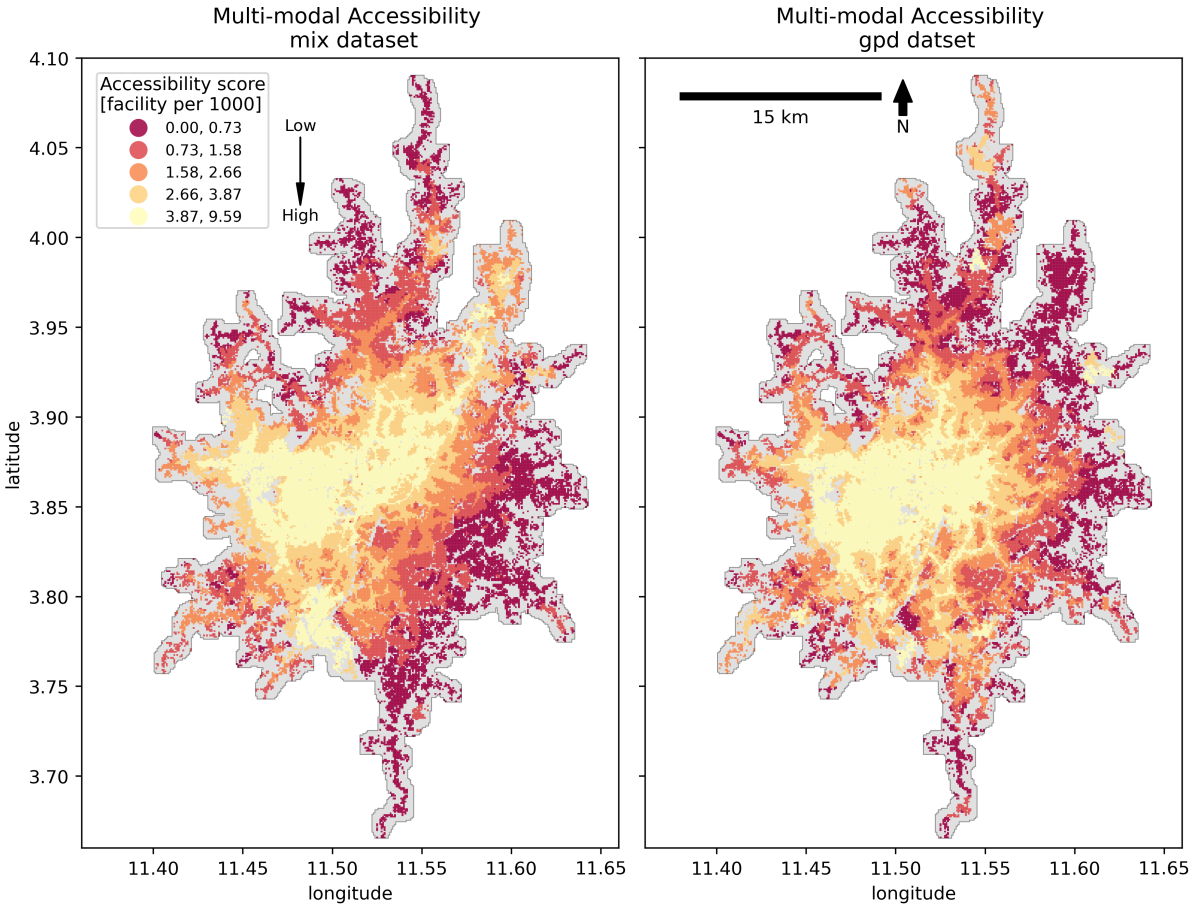 Multi-modal Accessibility
mix dataset
Multi-modal Accessibility
gpd datset
Accessibility score
[facility per 1000]
0.00, 0.73
0.73, 1.58
1.58, 2.66
2.66, 3.87
3.87, 9.59
Low
High
15 km
N
4.10
4.05
4.00
3.95
3.90
3.85
3.80
3.75
3.70
latitude
11.40
11.45
11.50
11.55
11.60
11.65
longitude
11.40
11.45
11.50
11.55
11.60
11.65
longitude